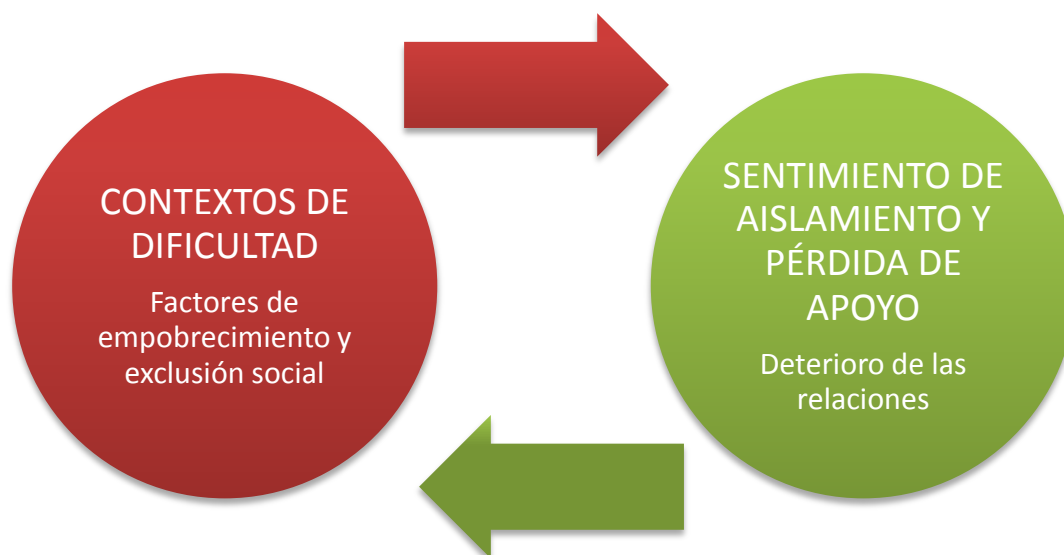 CONTEXTOS DE
DIFICULTAD
Factores de
empobrecimiento y
exclusión social
SENTIMIENTO DE
AISLAMIENTO Y
PÉRDIDA DE
APOYO
Deterioro de las
relaciones